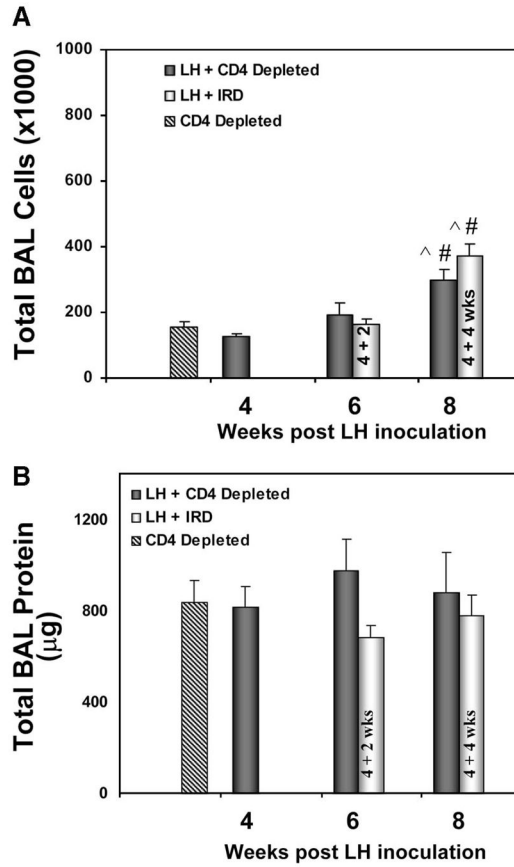 A
Total BAL Cells (x1000)
1000
800
600
400
200
0
LH + CD4 Depleted
LH + IRD
CD4 Depleted
^ #
^ #
4 + 2
4 + 4 wks
4
6
8
Weeks post LH inoculation
B
Total BAL Protein
(µg)
1200
800
400
0
LH + CD4 Depleted
LH + IRD
CD4 Depleted
4 + 2 wks
4 + 4 wks
4
6
8
Weeks post LH inoculation